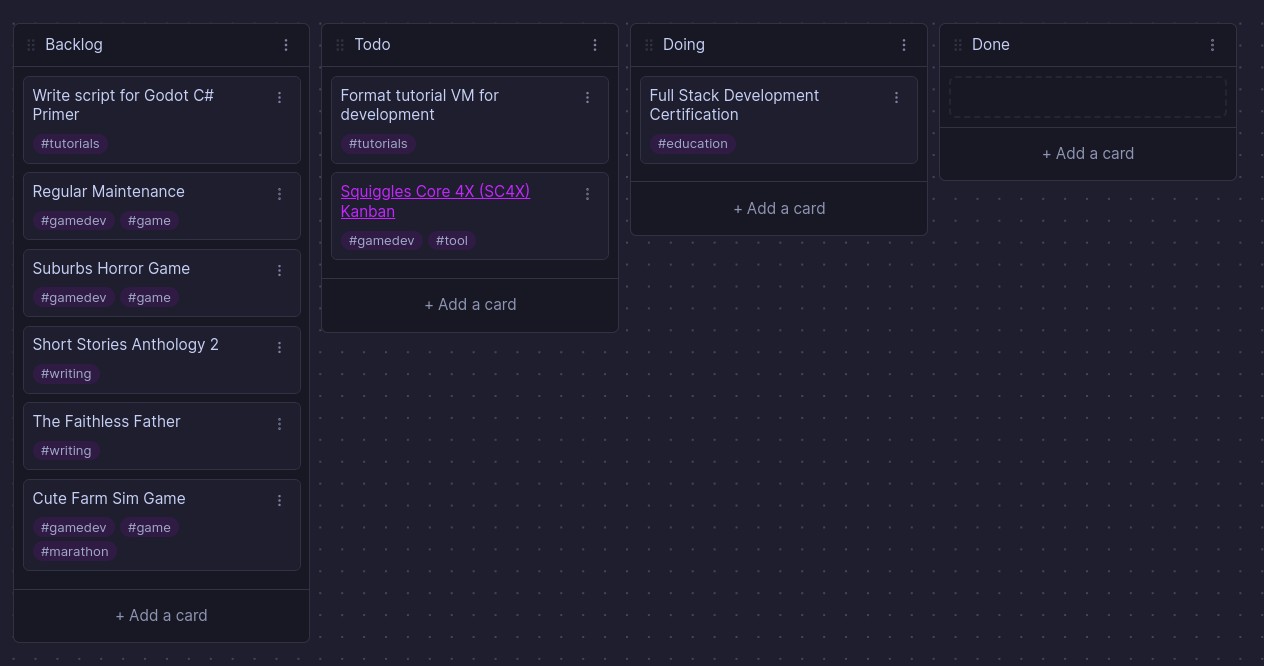 Backlog
Write script for Godot C#
Primer
#tutorials
Regular Maintenance
#gamedev #game
Suburbs Horror Game
#gamedev #game
Short Stories Anthology 2
#writing
The Faithless Father
#writing
Cute Farm Sim Game
#gamedev #game
#marathon
+ Add a card
Todo
Format tutorial VM for
development
#tutorials
Squiggles Core 4X (SC4X)
Kanban
#gamedev #tool
+ Add a card
Doing
Full Stack Development
Certification
#education
+ Add a card
Done
+ Add a card